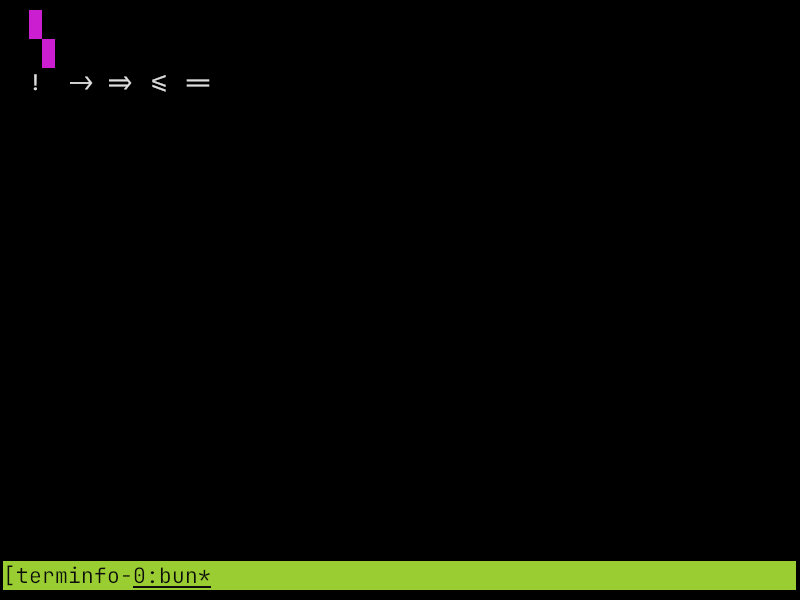 ! -> => <= ==
[terminfo-0:bun*